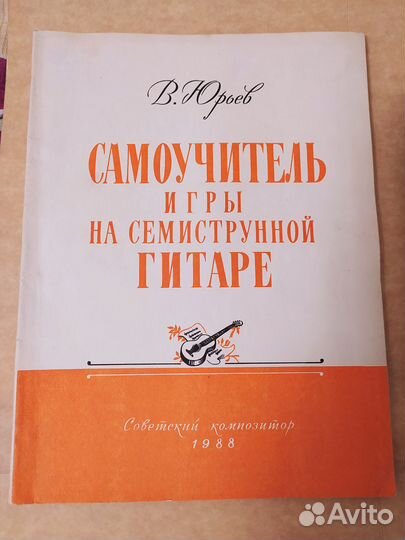 В. Юрьев
САМОУЧИТЕЛЬ
ИГРЫ
НА СЕМИСТРУННОЙ
ГИТАРЕ
Советский композитор
1988
Avito